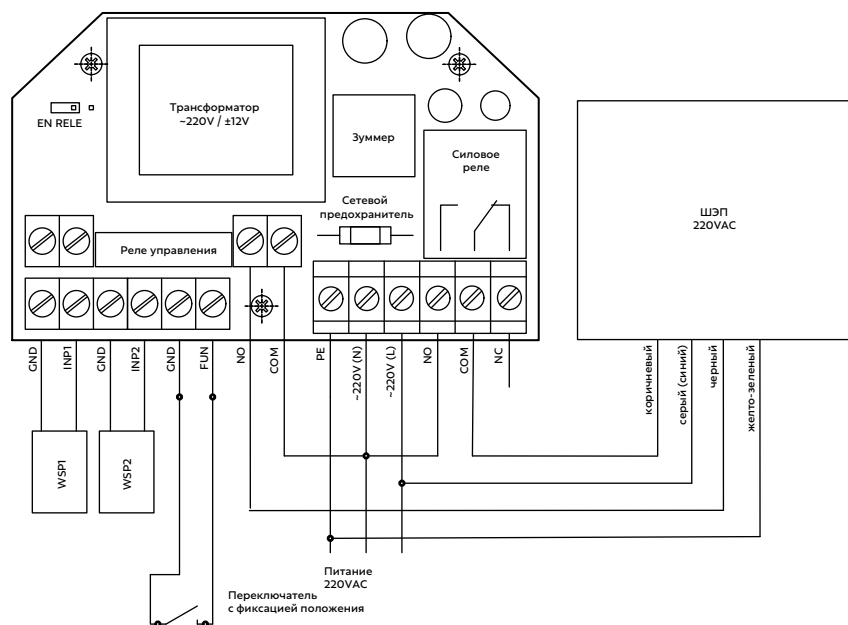 Трансформатор
~220V / ±12V
EN RELE
Зуммер
Силовое
реле
Сетевой
предохранитель
Реле управления
ШЭП
220VAC
GND
INP1
GND
INP2
GND
FUN
NO
COM
PE
~220V (N)
~220V (L)
NO
COM
NC
коричневый
серый (синий)
черный
желто-зеленый
WSP1
WSP2
Питание
220VAC
Переключатель
с фиксацией положения